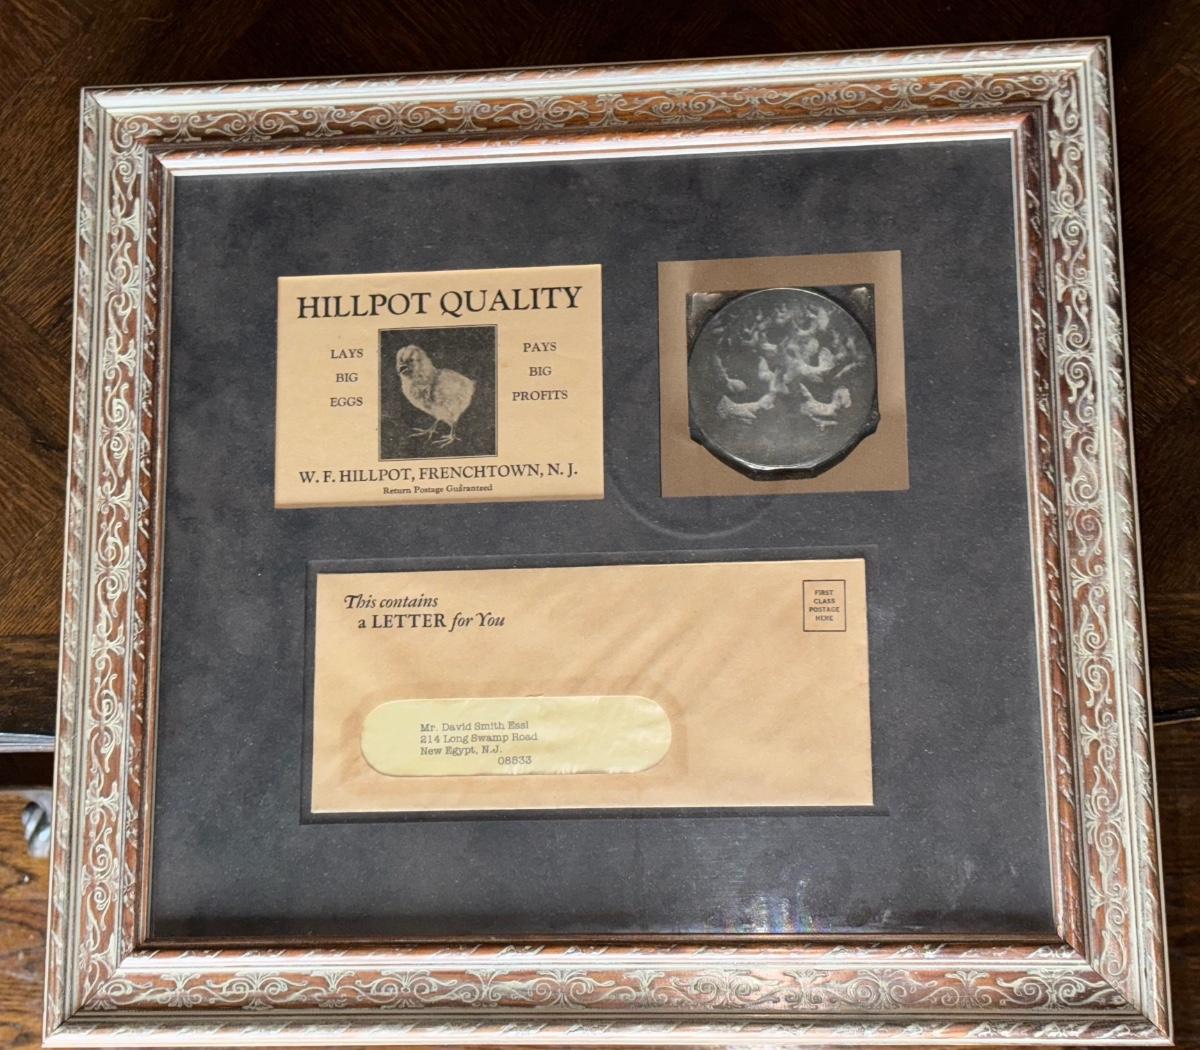 HILLPOT QUALITY
LAYS
BIG
EGGS
PAYS
BIG
PROFITS
W. F. HILLPOT, FRENCHTOWN, N. J.
Return Postage Guaranteed
This contains
a LETTER for You
FIRST
CLASS
POSTAGE
HERE
Mr. David Smith Essl
214 Long Swamp Road
New Egypt, N.J.
08533